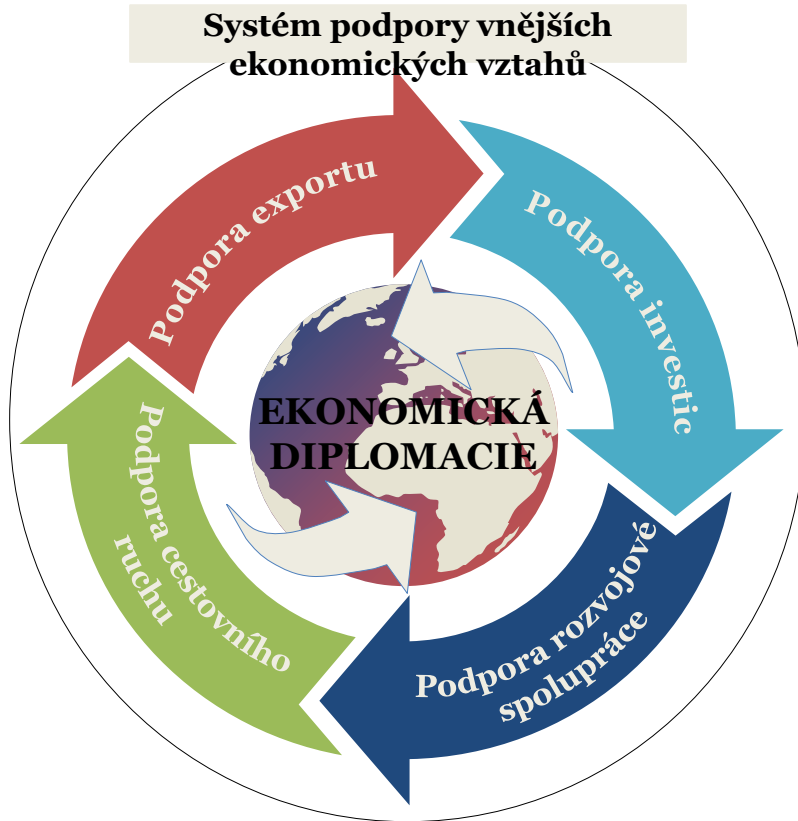 Systém podpory vnějších
ekonomických vztahů
Podpora exportu
Podpora investic
EKONOMICKÁ
DIPLOMACIE
Podpora rozvojové
spolupráce
Podpora cestovního
ruchu